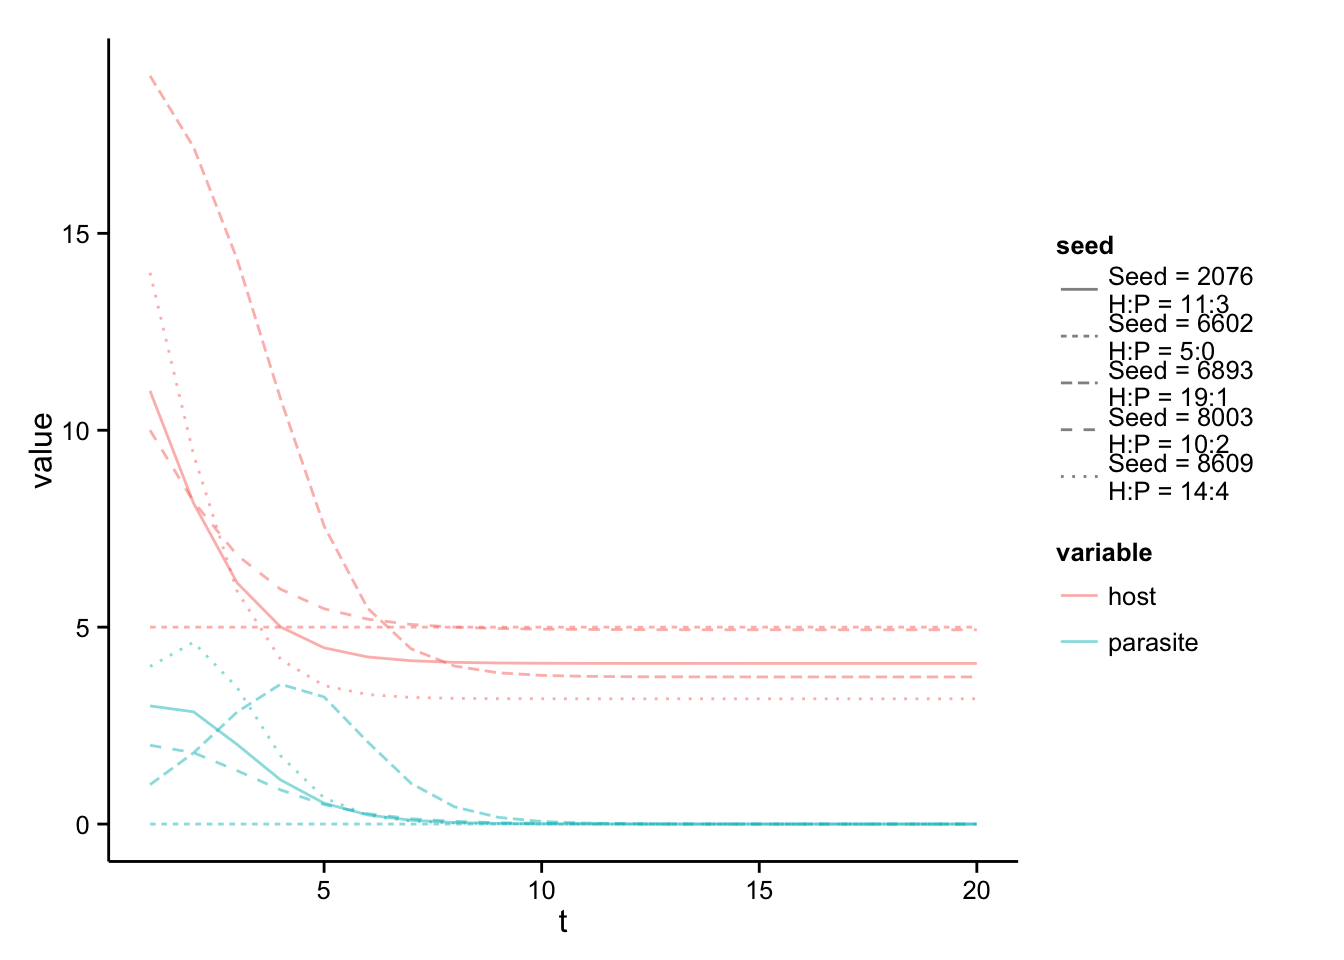 value
15
10
5
0
5
10
15
20
t
seed
Seed = 2076
H:P = 11:3
Seed = 6602
H:P = 5:0
Seed = 6893
H:P = 19:1
Seed = 8003
H:P = 10:2
Seed = 8609
H:P = 14:4
variable
host
parasite